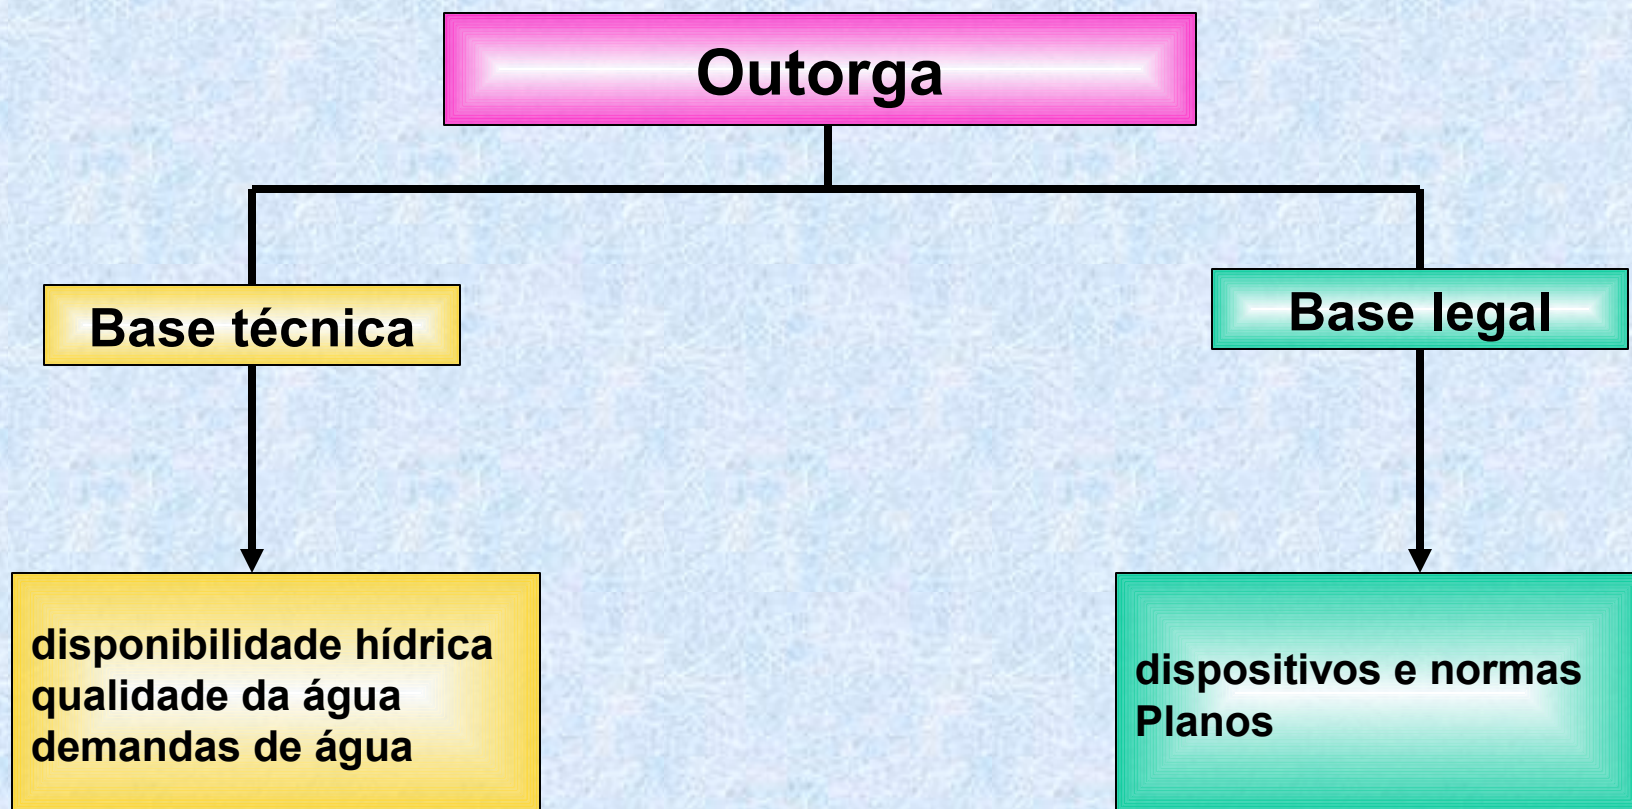 Outorga
Base técnica
Base legal
disponibilidade hídrica
qualidade da água
demandas de água
dispositivos e normas
Planos